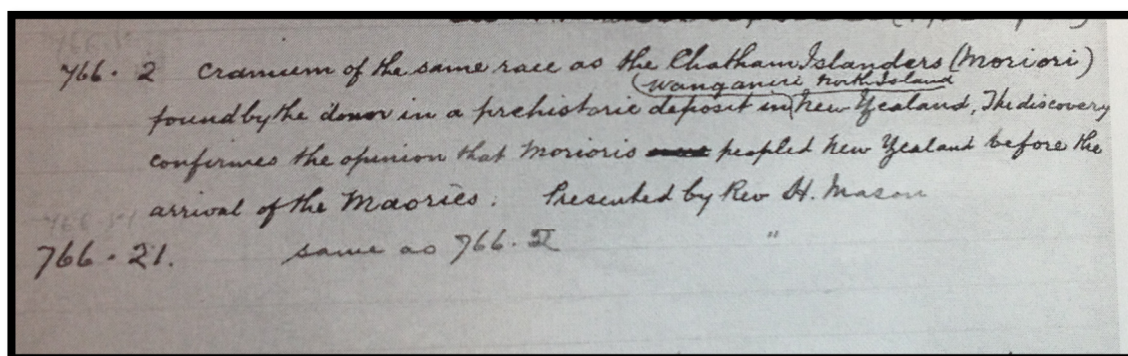 766. 2 Cranium of the same race as the Chatham Islanders (Moriori)
(Wanganui North Island
found by the donor in a prehistoric deposit in New Zealand, The discovery
confirmes the opinion that Morioris peopled New Zealand before the
arrival of the Maories. Presented by Rev H. Mason
766. 21. same as 766. 2 "